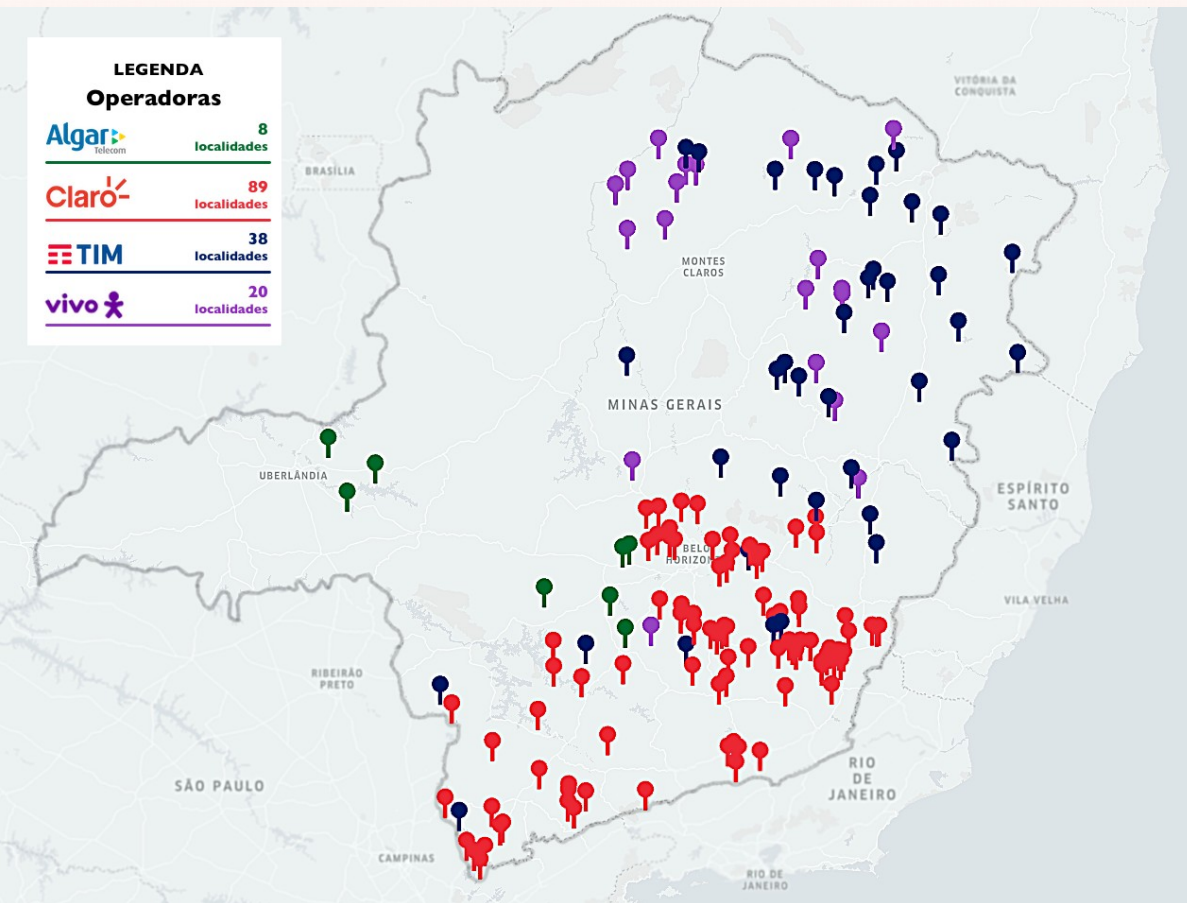 LEGENDA
Operadoras
Algar
Telecom
8
localidades
Claro
89
localidades
TIM
38
localidades
vivo
20
localidades
VITÓRIA DA
CONQUISTA
BRASÍLIA
MONTES
CLAROS
MINAS GERAIS
UBERLÂNDIA
ESPÍRITO
SANTO
BELO
HORIZON
VILA VELHA
RIBEIRÃO
PRETO
SÃO PAULO
RIO
DE
JANEIRO
CAMPINAS
RIO DE
JANEIRO